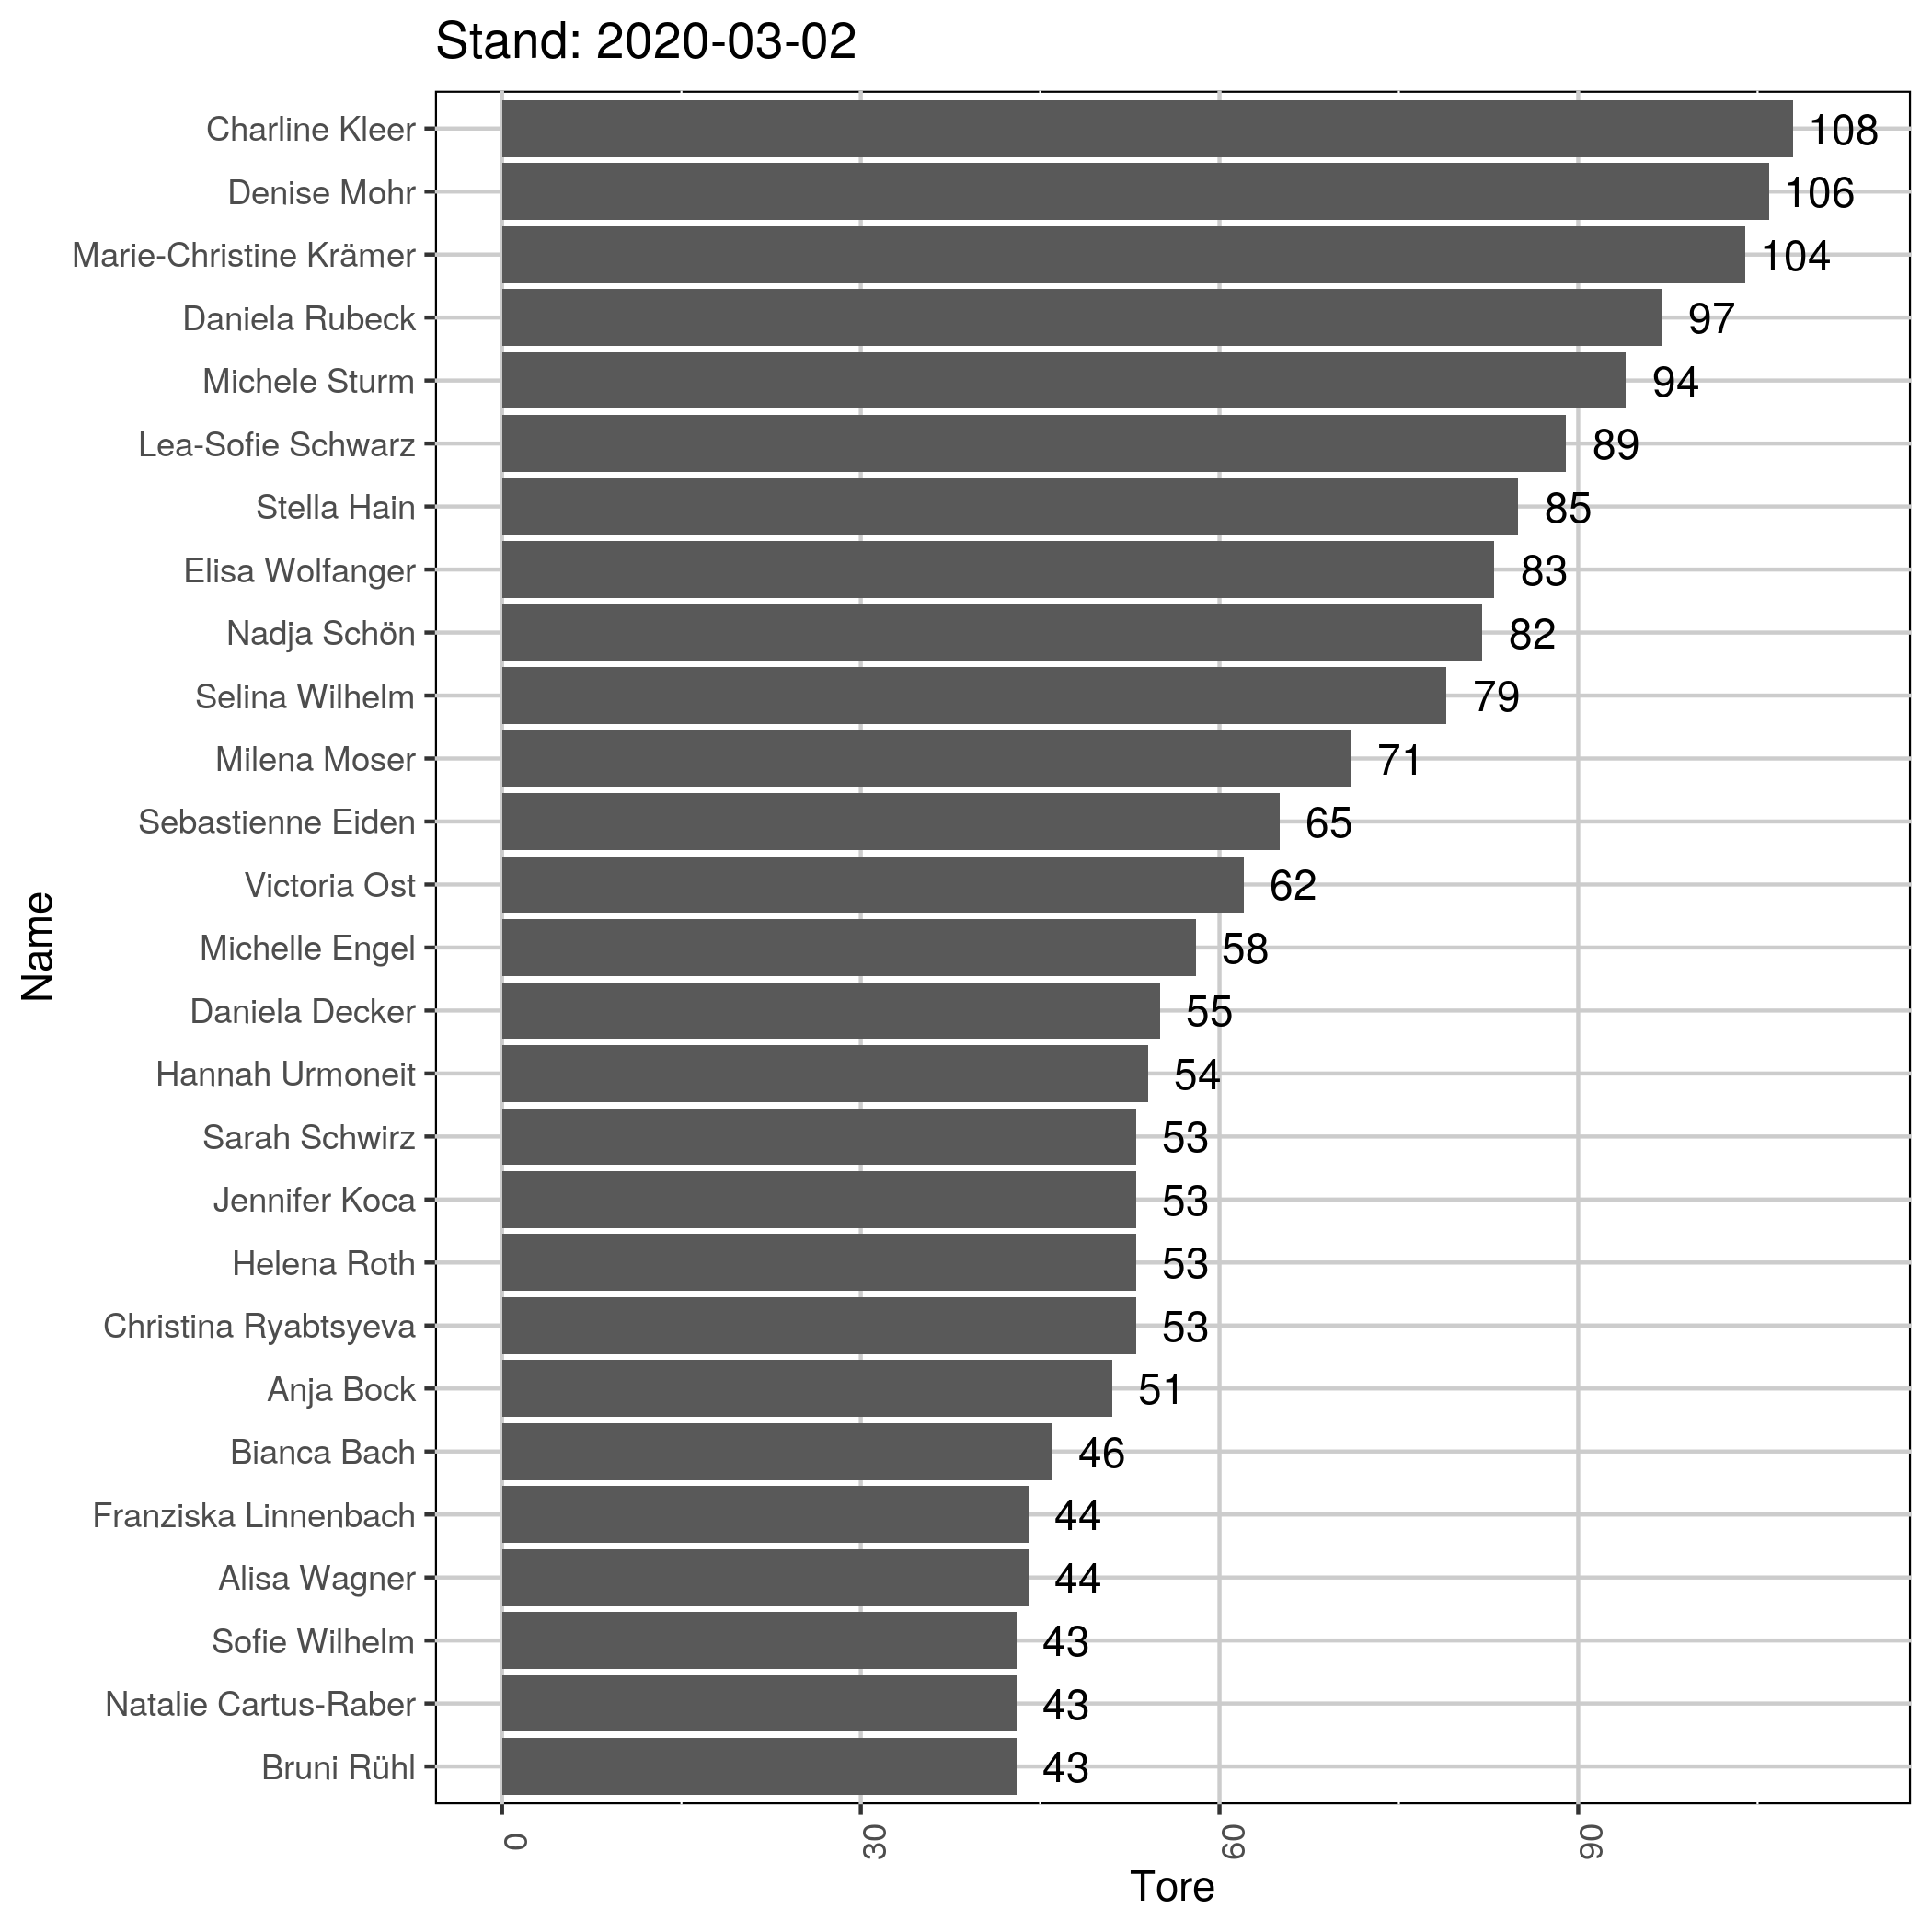 Stand: 2020-03-02
Charline Kleer 108
Denise Mohr 106
Marie-Christine Krämer 104
Daniela Rubeck 97
Michele Sturm 94
Lea-Sofie Schwarz 89
Stella Hain 85
Elisa Wolfanger 83
Nadja Schön 82
Selina Wilhelm 79
Milena Moser 71
Sebastienne Eiden 65
Victoria Ost 62
Michelle Engel 58
Daniela Decker 55
Hannah Urmoneit 54
Sarah Schwirz 53
Jennifer Koca 53
Helena Roth 53
Christina Ryabtsyeva 53
Anja Bock 51
Bianca Bach 46
Franziska Linnenbach 44
Alisa Wagner 44
Sofie Wilhelm 43
Natalie Cartus-Raber 43
Bruni Rühl 43
Name
0 30 60 90
Tore